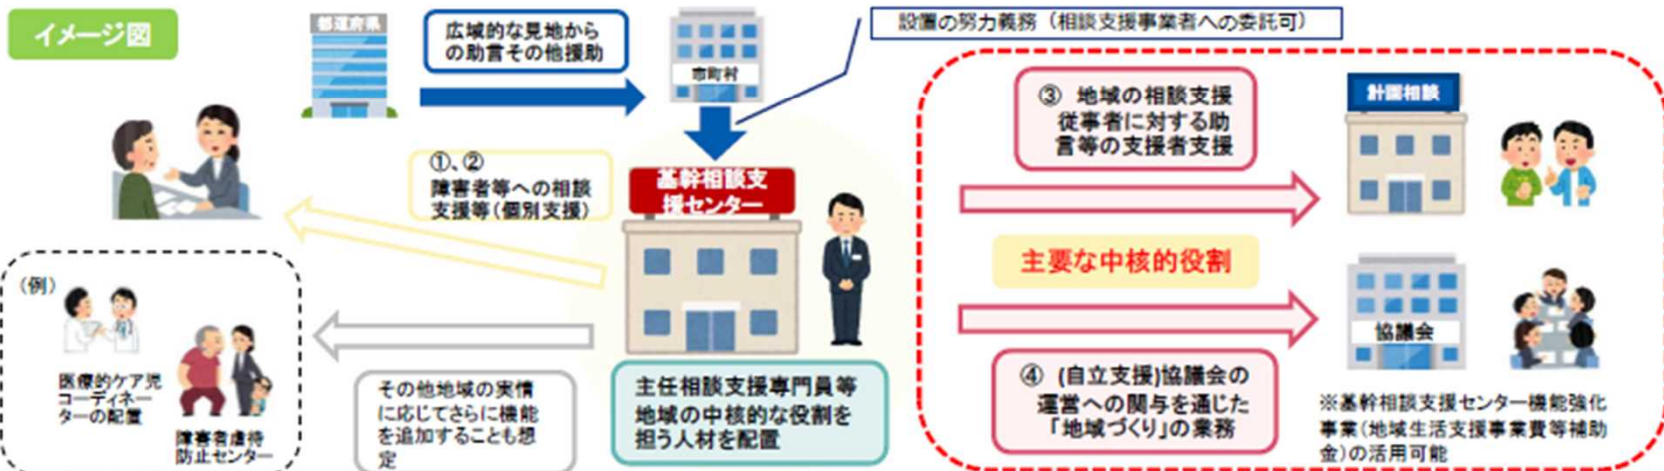 イメージ図
都道府県
広域的な見地から
の助言その他援助
市町村
設置の努力義務（相談支援事業者への委託可）
①、②
障害者等への相談
支援等(個別支援)
基幹相談支
援センター
③ 地域の相談支援
従事者に対する助
言等の支援者支援
計画相談
主要な中核的役割
（例）
医療的ケア児
コーディネー
ターの配置
障害者虐待
防止センター
その他地域の実情
に応じてさらに機能
を追加することも想
定
主任相談支援専門員等
地域の中核的な役割を
担う人材を配置
④ (自立支援)協議会の
運営への関与を通じた
「地域づくり」の業務
協議会
※基幹相談支援センター機能強化
事業(地域生活支援事業費等補助
金)の活用可能